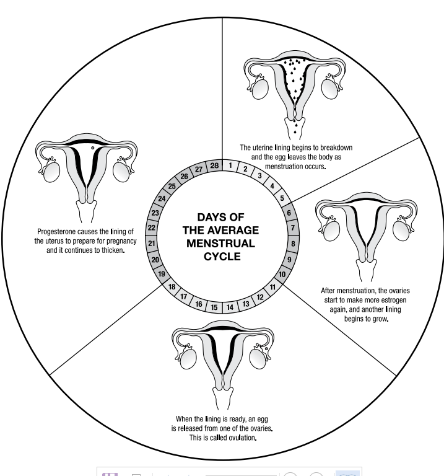 The uterine lining begins to breakdown
and the egg leaves the body as
menstruation occurs.
1
2
3
4
5
6
7
8
9
10
11
12
13
14
15
16
17
18
19
20
21
22
23
24
25
26
27
28
DAYS OF
THE AVERAGE
MENSTRUAL
CYCLE
Progesterone causes the lining of
the uterus to prepare for pregnancy
and it continues to thicken.
After menstruation, the ovaries
start to make more estrogen
again, and another lining
begins to grow.
When the lining is ready, an egg
is released from one of the ovaries.
This is called ovulation.